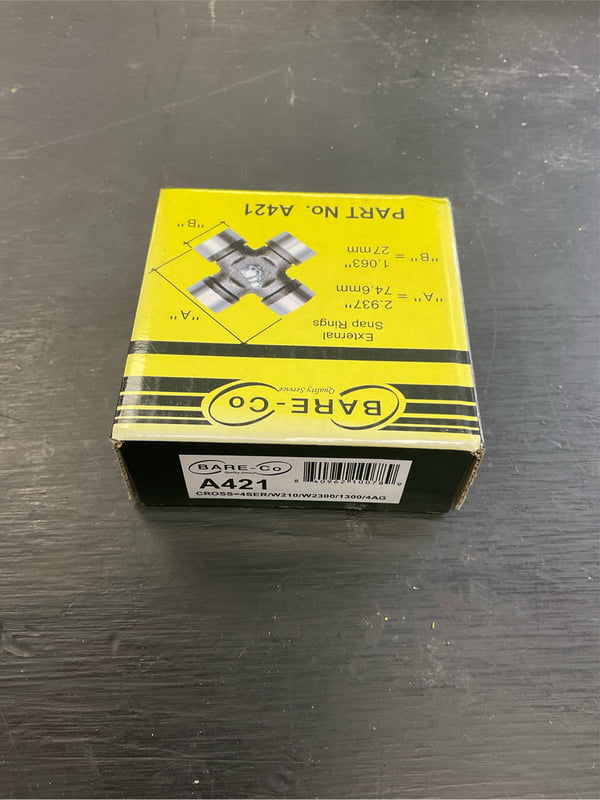 BARE-Co
Quality Service
External
Snap Rings
"A" = 2.937"
74.6mm
"B" = 1.063"
27mm
"A"
"B"
PART No. A421
BARE-Co
A421
CROSS=4SER/W210/W2300/1300/4AG